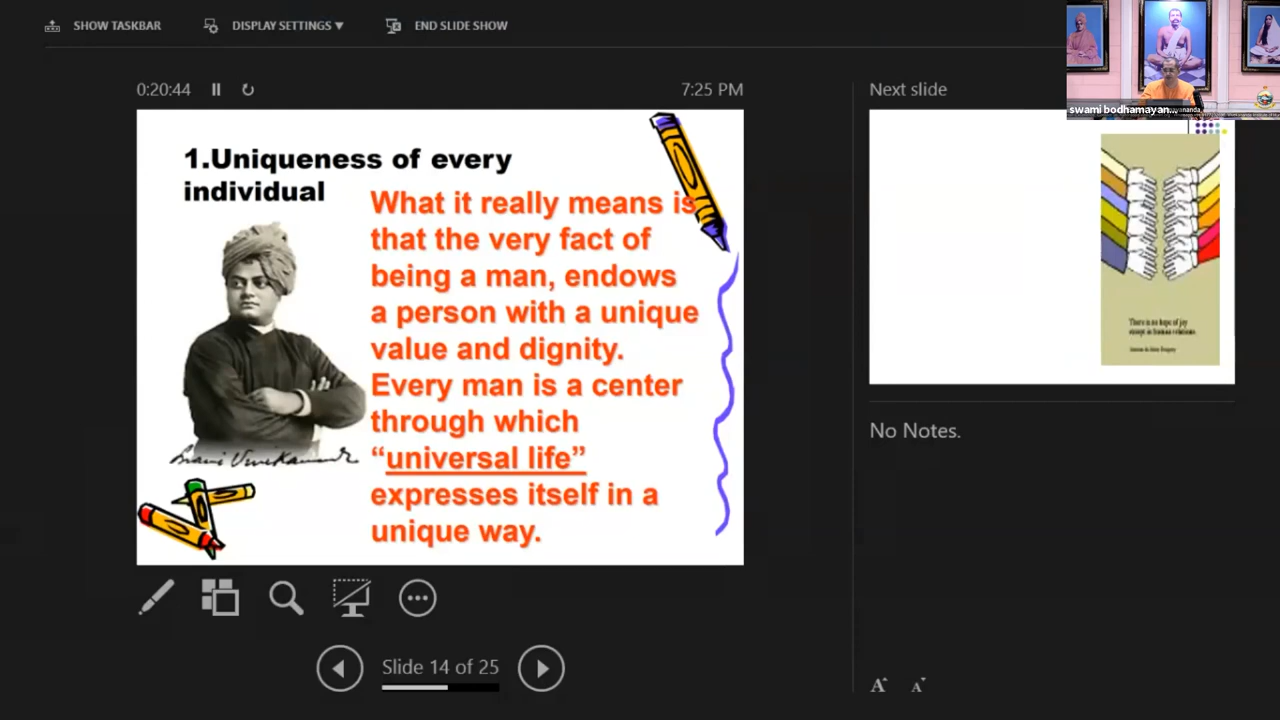 SHOW TASKBAR
DISPLAY SETTINGS ▼
END SLIDE SHOW
0:20:44
7:25 PM
Next slide
swami bodhamayan...
1.Uniqueness of every
individual
What it really means is
that the very fact of
being a man, endows
a person with a unique
value and dignity.
Every man is a center
through which
“universal life”
expresses itself in a
unique way.
Swami Vivekananda
There is no hope of joy
except in human relations.
No Notes.
Slide 14 of 25
A
A